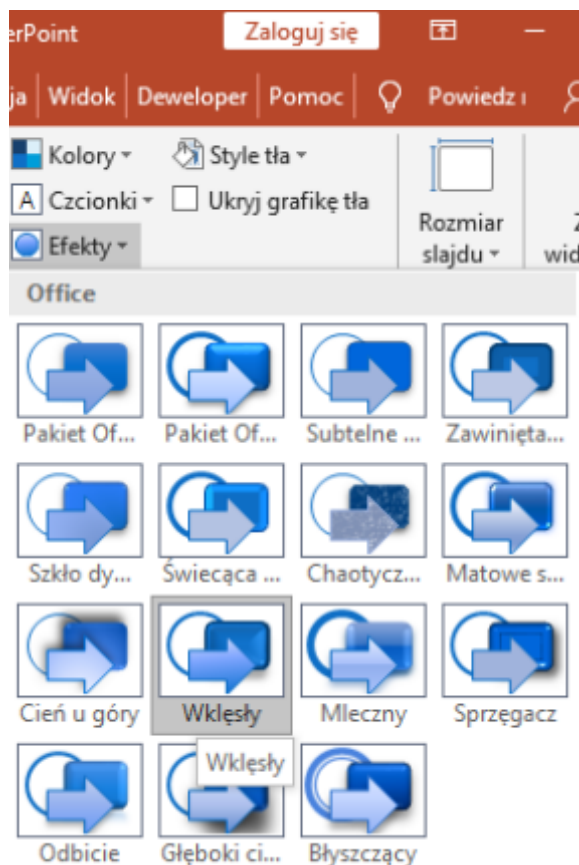 erPoint Zaloguj się
ja Widok Deweloper Pomoc Powiedz
Kolory Style tła
A Czcionki Ukryj grafikę tła
Efekty
Rozmiar
slajdu
wid
Office
Pakiet Of... Pakiet Of... Subtelne ... Zawinięta...
Szkło dy... Świecąca ... Chaotycz... Matowe s...
Cień u góry Wklęsły Mleczny Sprzęgacz
Wklęsły
Odbicie Głęboki ci... Błyszczący